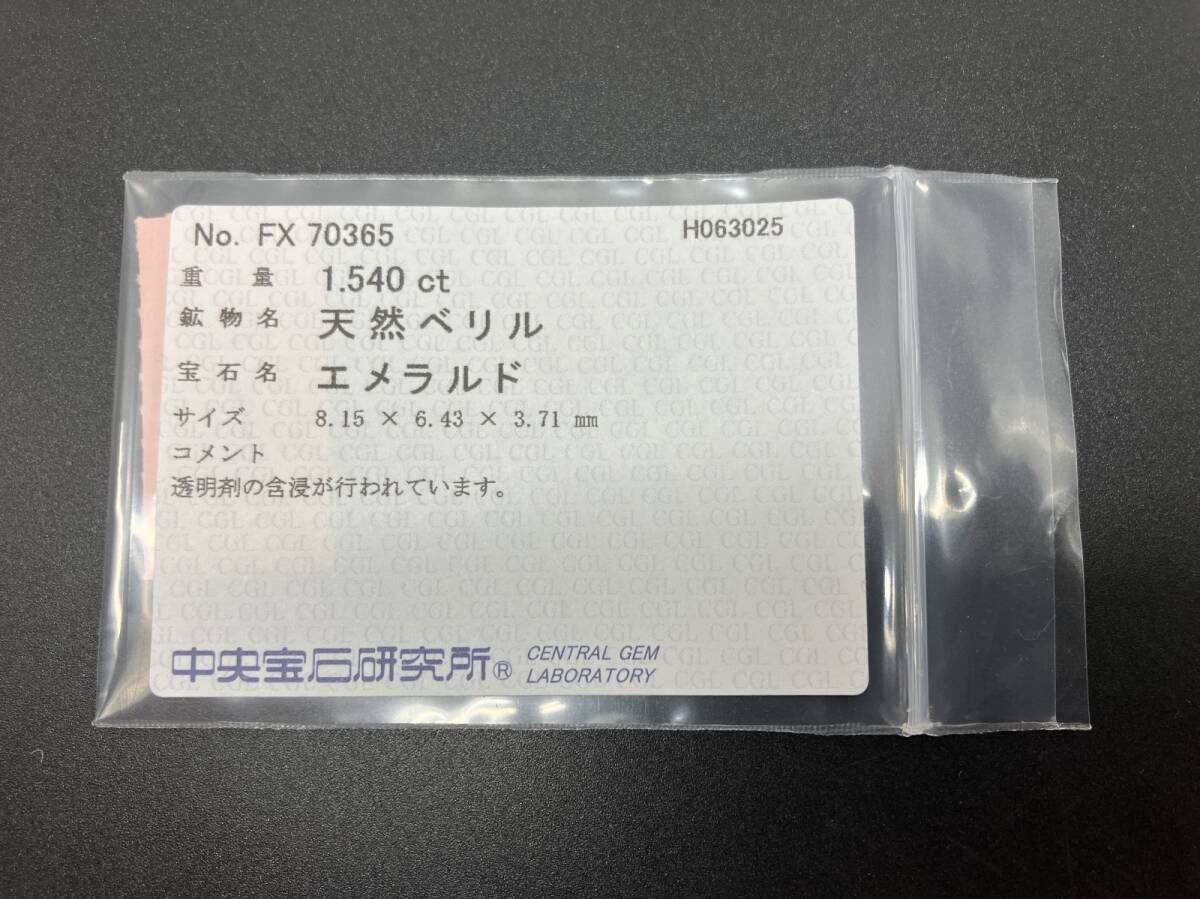 No. FX 70365 H063025
重 量 1.540 ct
鉱 物 名 天然ベリル
宝 石 名 エメラルド
サイズ 8.15 × 6.43 × 3.71 ㎜
コメント
透明剤の含浸が行われています。
中央宝石研究所® CENTRAL GEM
LABORATORY